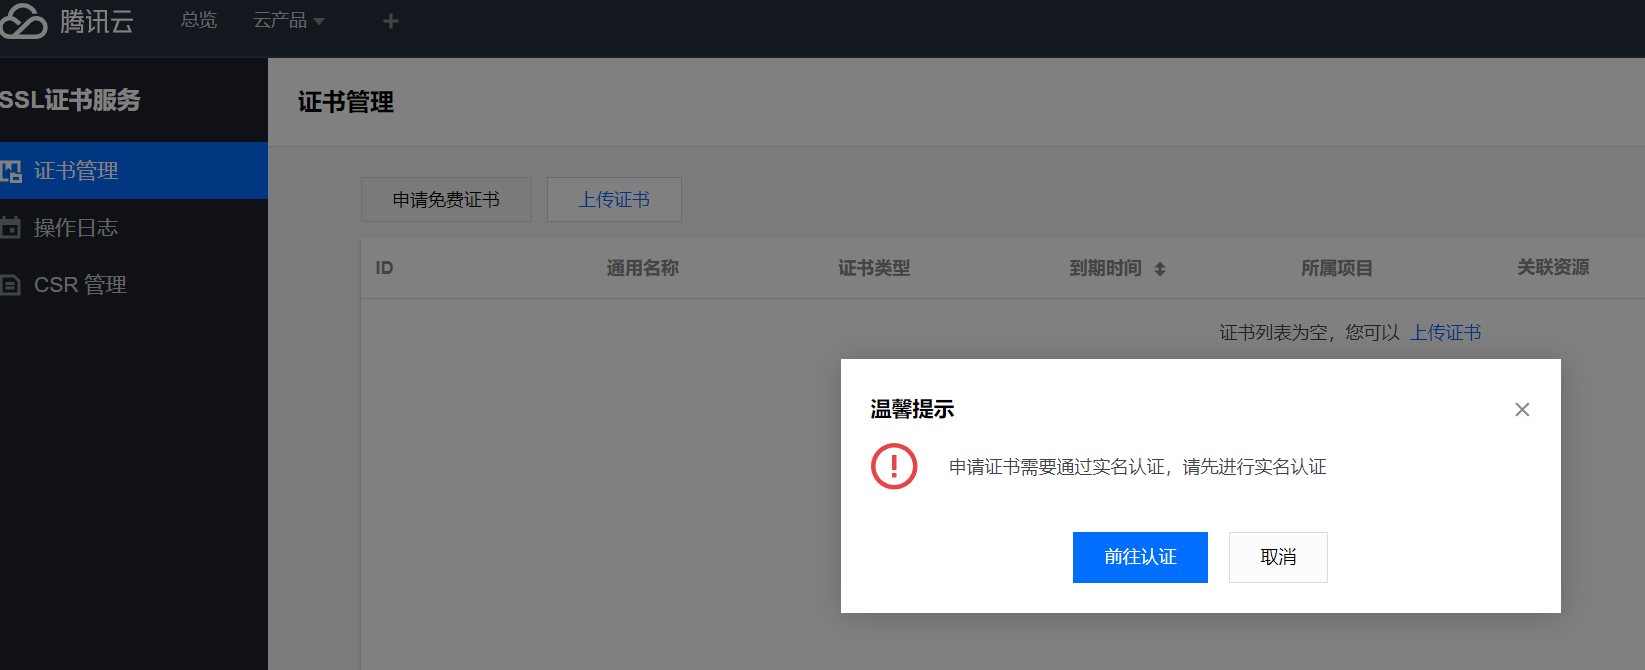 腾讯云
总览
云产品
SSL证书服务
证书管理
操作日志
CSR 管理
证书管理
申请免费证书
上传证书
ID
通用名称
证书类型
到期时间
所属项目
关联资源
证书列表为空，您可以 上传证书
温馨提示
申请证书需要通过实名认证，请先进行实名认证
前往认证
取消